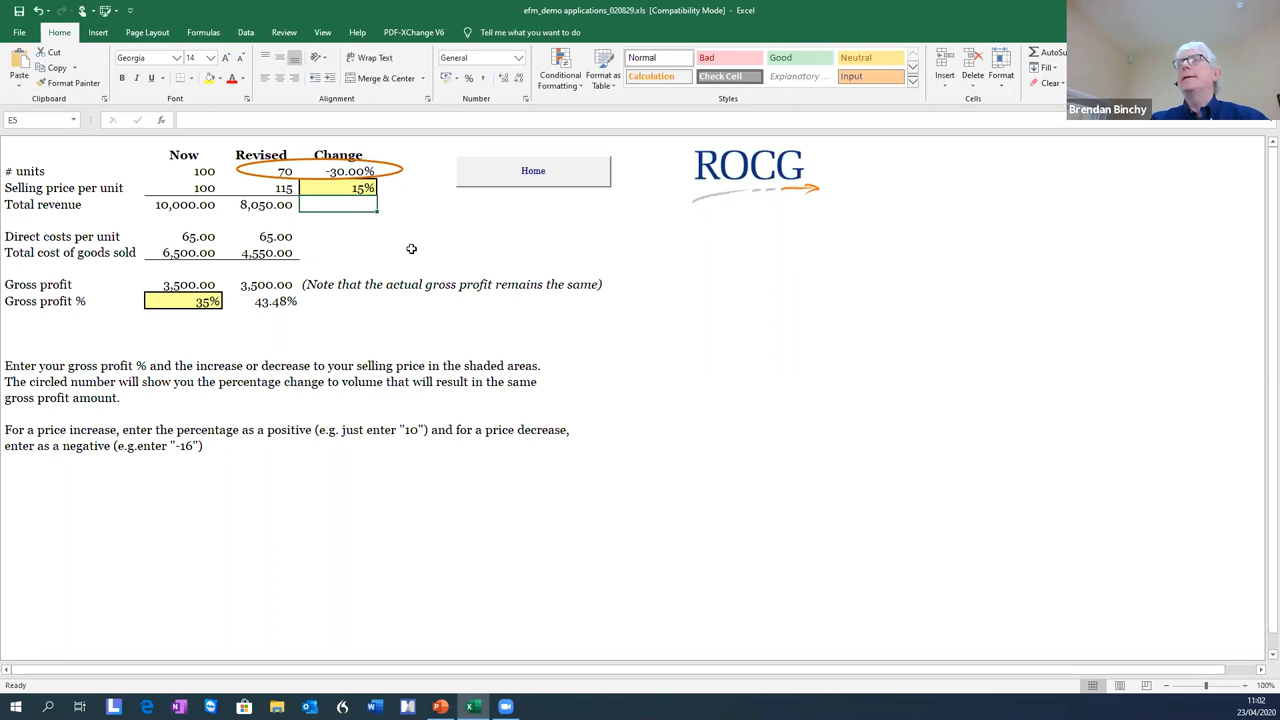 efm_demo applications_020829.xls [Compatibility Mode] - Excel
File Home Insert Page Layout Formulas Data Review View Help PDF-XChange V6 Tell me what you want to do
Paste
Cut
Copy
Format Painter
Clipboard
Georgia 14
B I U
Font
Wrap Text
Merge & Center
Alignment
General
Number
Conditional Formatting
Format as Table
Normal Bad Good Neutral
Calculation Check Cell Explanatory ... Input
Styles
Insert Delete Format
Cells
AutoSu
Fill
Clear
Brendan Binchy
E5
fx
Now Revised Change
# units 100 70 -30.00%
Selling price per unit 100 115 15%
Total revenue 10,000.00 8,050.00
Direct costs per unit 65.00 65.00
Total cost of goods sold 6,500.00 4,550.00
Gross profit 3,500.00 3,500.00 (Note that the actual gross profit remains the same)
Gross profit % 35% 43.48%
Home
ROCG
Enter your gross profit % and the increase or decrease to your selling price in the shaded areas.
The circled number will show you the percentage change to volume that will result in the same
gross profit amount.
For a price increase, enter the percentage as a positive (e.g. just enter "10") and for a price decrease,
enter as a negative (e.g.enter "-16")
Ready
100%
11:02
23/04/2020